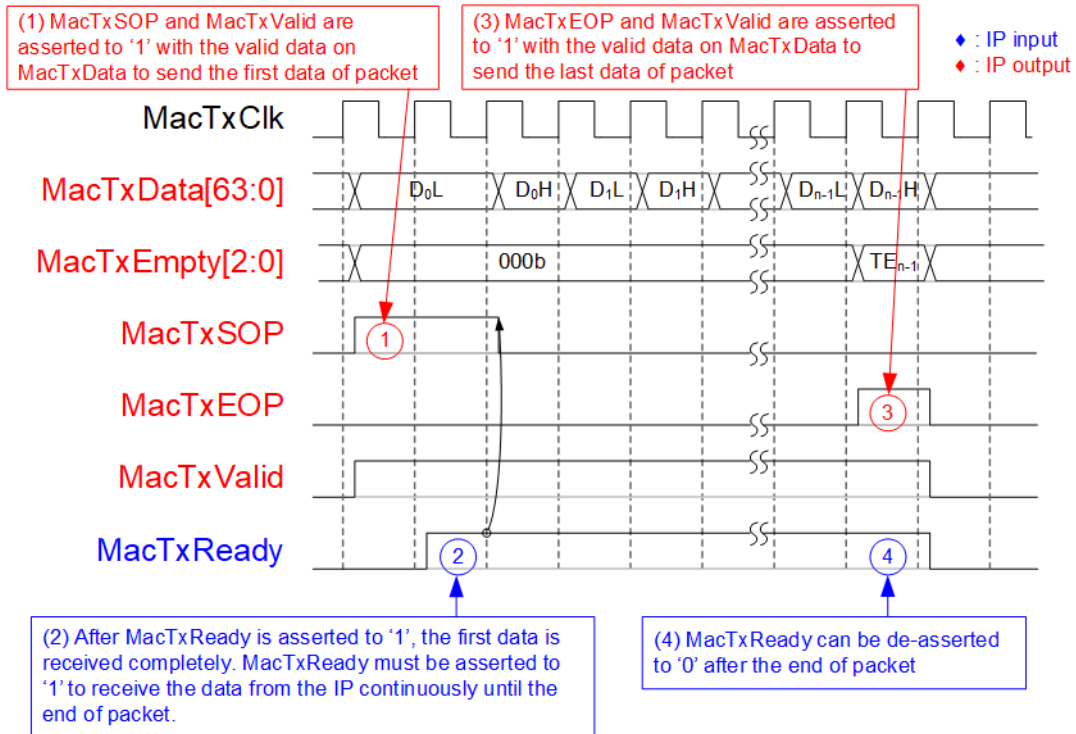 (1) MacTxSOP and MacTxValid are
asserted to ‘1’ with the valid data on
MacTxData to send the first data of packet
(3) MacTxEOP and MacTxValid are asserted
to ‘1’ with the valid data on MacTxData to
send the last data of packet
♦ : IP input
♦ : IP output
MacTxClk
MacTxData[63:0]
D₀L
D₀H
D₁L
D₁H
Dₙ₋₁L
Dₙ₋₁H
MacTxEmpty[2:0]
000b
TEₙ₋₁
MacTxSOP
1
MacTxEOP
3
MacTxValid
MacTxReady
2
4
(2) After MacTxReady is asserted to ‘1’, the first data is
received completely. MacTxReady must be asserted to
‘1’ to receive the data from the IP continuously until the
end of packet.
(4) MacTxReady can be de-asserted
to ‘0’ after the end of packet